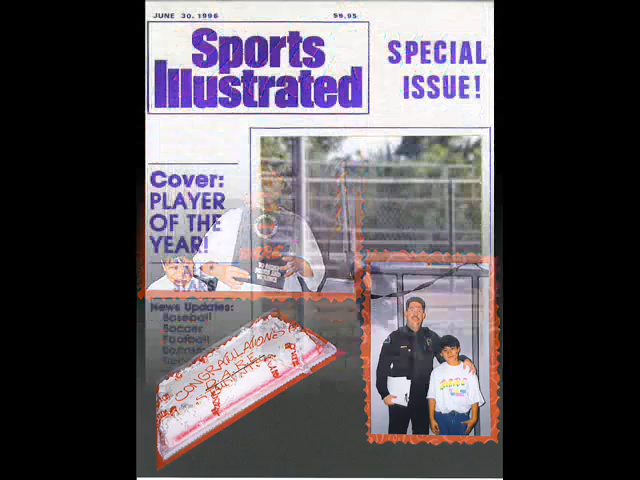 JUNE 30, 1996
$9.95
Sports
Illustrated
SPECIAL
ISSUE!
Cover:
PLAYER
OF THE
YEAR!
News Updates:
Baseball
Soccer
Football
CONGRATULATIONS
D.A.R.E.